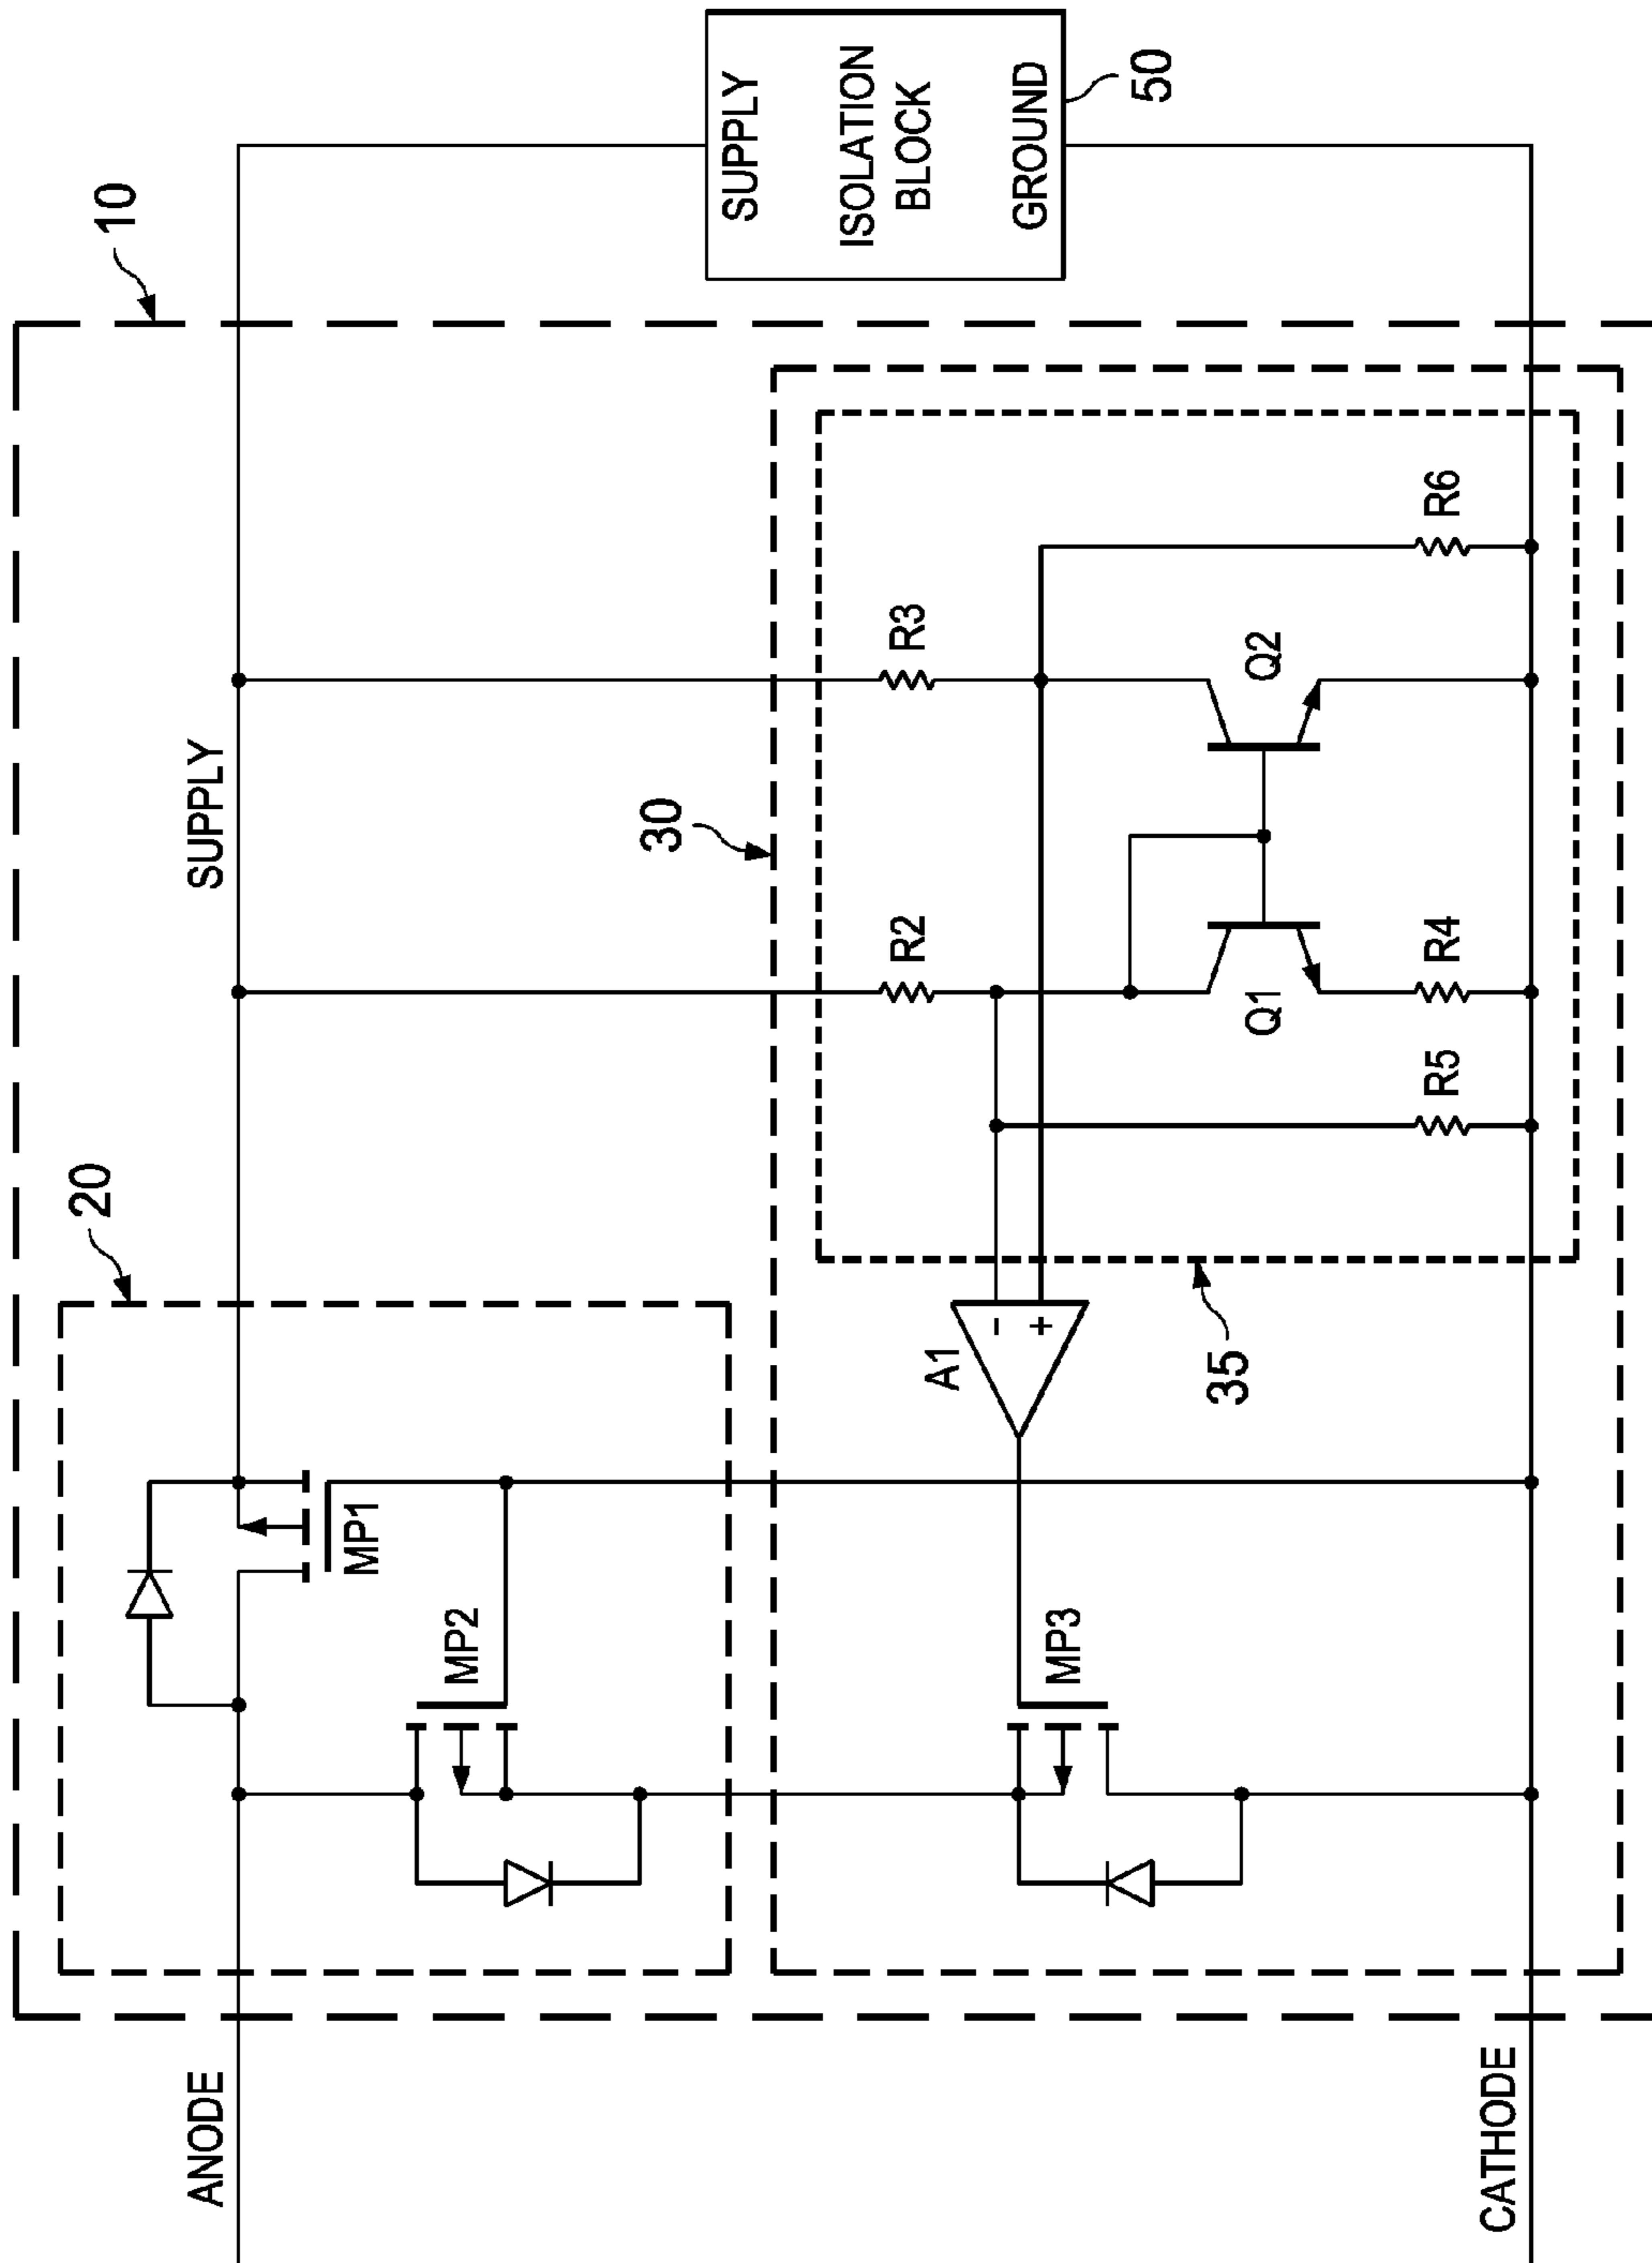 10
20
ANODE
SUPPLY
MP1
MP2
30
A1
-
+
R2
R3
MP3
Q1
Q2
35
R5
R4
R6
CATHODE
SUPPLY
ISOLATION
BLOCK
GROUND
50